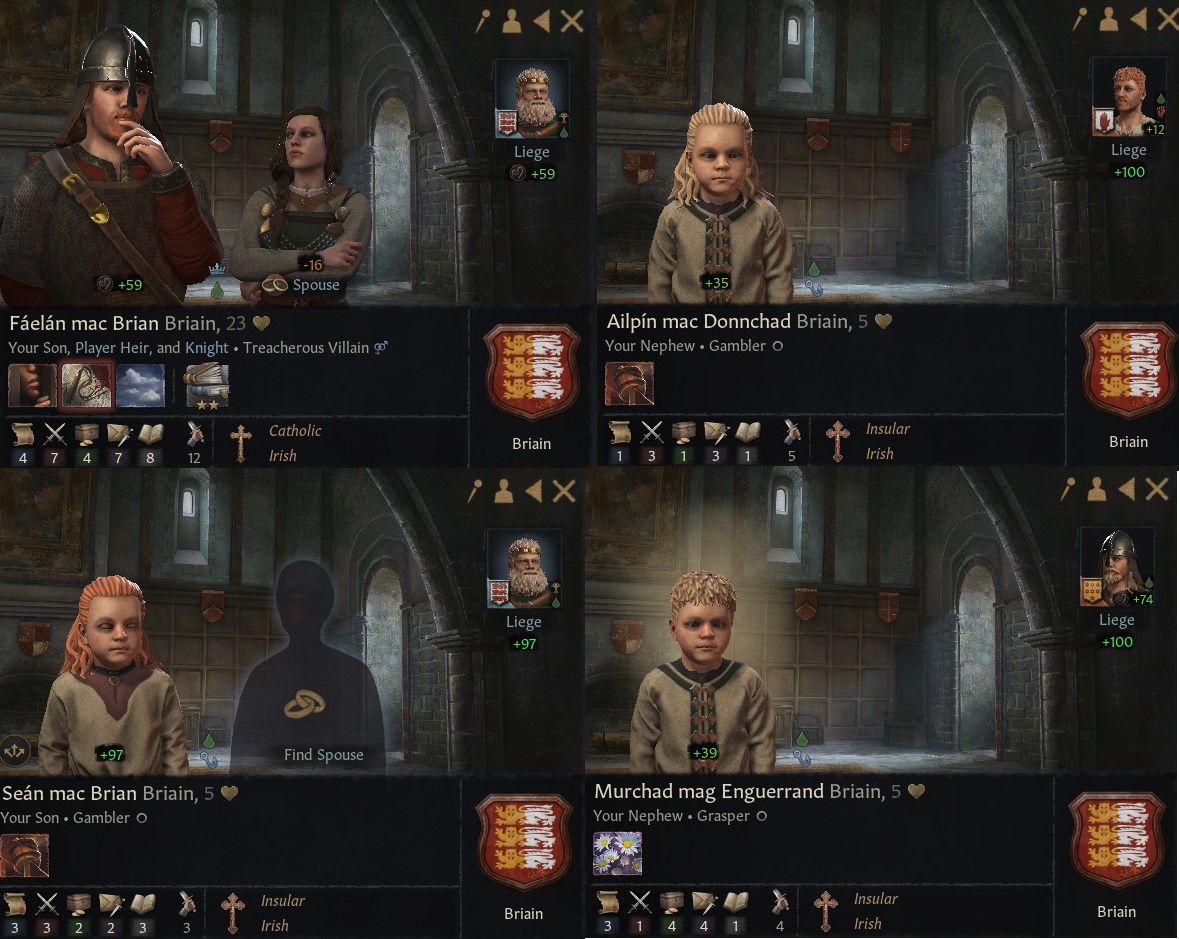 Liege
+59
+59
-16
Spouse
Fáelán mac Brian Briain, 23
Your Son, Player Heir, and Knight • Treacherous Villain
4 7 4 7 8 12
Catholic
Irish
Briain
+12
Liege
+100
+35
Ailpín mac Donnchad Briain, 5
Your Nephew • Gambler
1 3 1 3 1 5
Insular
Irish
Briain
Liege
+97
+97
Find Spouse
Seán mac Brian Briain, 5
Your Son • Gambler
3 3 2 2 3 3
Insular
Irish
Briain
+74
Liege
+100
+39
Murchad mag Enguerrand Briain, 5
Your Nephew • Grasper
3 1 4 4 1 4
Insular
Irish
Briain